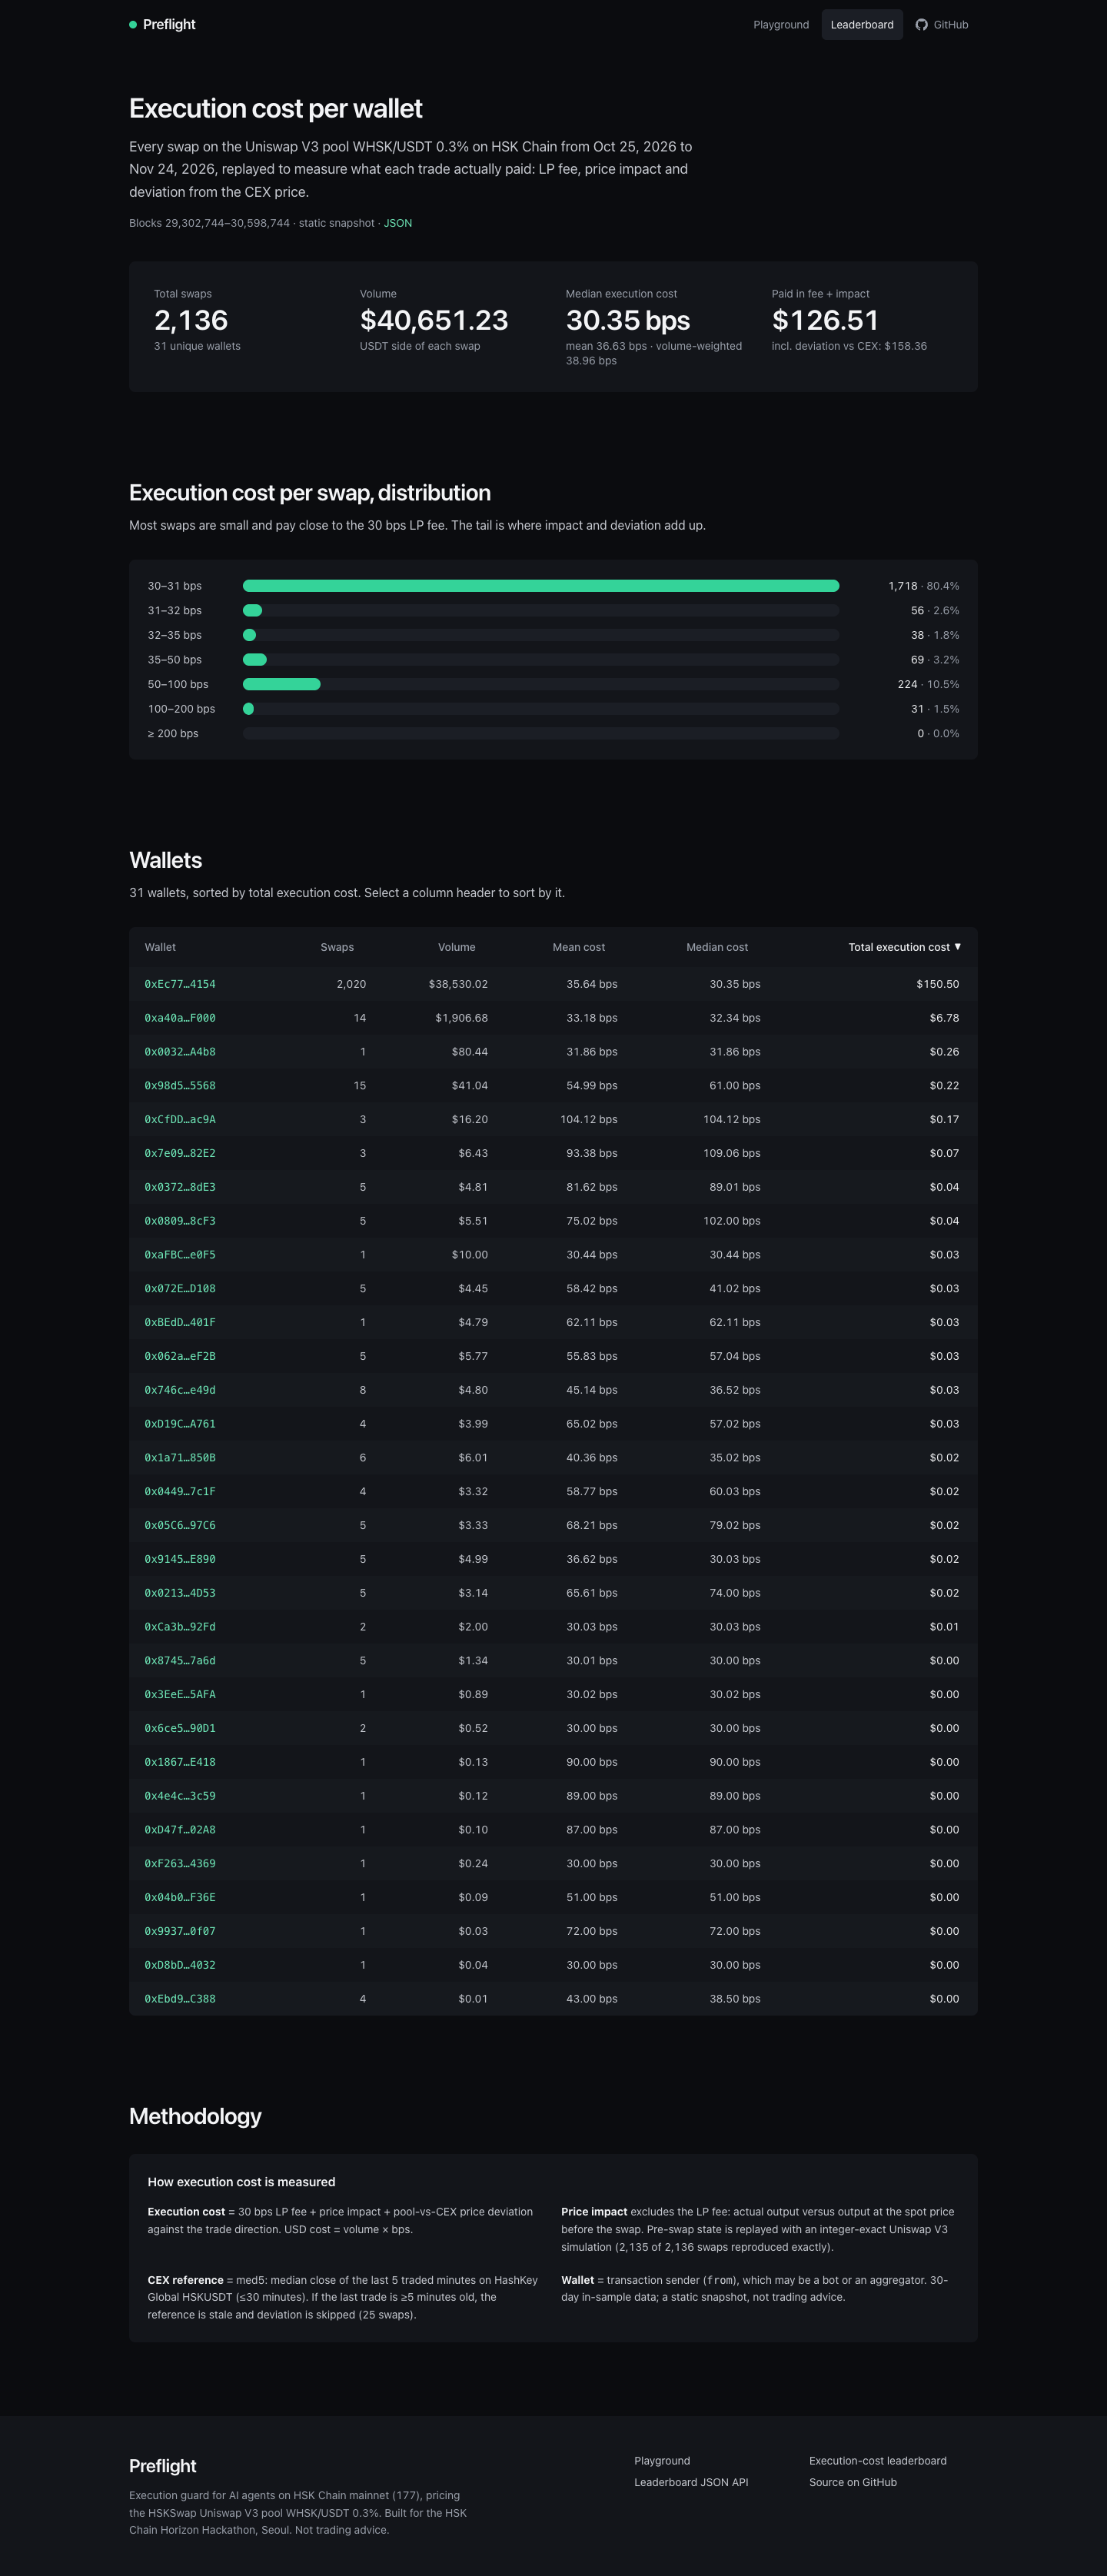 Preflight
Playground
Leaderboard
GitHub
Execution cost per wallet
Every swap on the Uniswap V3 pool WHSK/USDT 0.3% on HSK Chain from Oct 25, 2026 to
Nov 24, 2026, replayed to measure what each trade actually paid: LP fee, price impact and
deviation from the CEX price.
Blocks 29,302,744–30,598,744 · static snapshot · JSON
Total swaps
2,136
31 unique wallets
Volume
$40,651.23
USDT side of each swap
Median execution cost
30.35 bps
mean 36.63 bps · volume-weighted
38.96 bps
Paid in fee + impact
$126.51
incl. deviation vs CEX: $158.36
Execution cost per swap, distribution
Most swaps are small and pay close to the 30 bps LP fee. The tail is where impact and deviation add up.
30–31 bps 1,718 · 80.4%
31–32 bps 56 · 2.6%
32–35 bps 38 · 1.8%
35–50 bps 69 · 3.2%
50–100 bps 224 · 10.5%
100–200 bps 31 · 1.5%
≥ 200 bps 0 · 0.0%
Wallets
31 wallets, sorted by total execution cost. Select a column header to sort by it.
Wallet Swaps Volume Mean cost Median cost Total execution cost ▼
0xEc77…4154 2,020 $38,530.02 35.64 bps 30.35 bps $150.50
0xa40a…F000 14 $1,906.68 33.18 bps 32.34 bps $6.78
0x0032…A4b8 1 $80.44 31.86 bps 31.86 bps $0.26
0x98d5…5568 15 $41.04 54.99 bps 61.00 bps $0.22
0xCfDD…ac9A 3 $16.20 104.12 bps 104.12 bps $0.17
0x7e09…82E2 3 $6.43 93.38 bps 109.06 bps $0.07
0x0372…8dE3 5 $4.81 81.62 bps 89.01 bps $0.04
0x0809…8cF3 5 $5.51 75.02 bps 102.00 bps $0.04
0xaFBC…e0F5 1 $10.00 30.44 bps 30.44 bps $0.03
0x072E…D108 5 $4.45 58.42 bps 41.02 bps $0.03
0xBEdD…401F 1 $4.79 62.11 bps 62.11 bps $0.03
0x062a…eF2B 5 $5.77 55.83 bps 57.04 bps $0.03
0x746c…e49d 8 $4.80 45.14 bps 36.52 bps $0.03
0xD19C…A761 4 $3.99 65.02 bps 57.02 bps $0.03
0x1a71…850B 6 $6.01 40.36 bps 35.02 bps $0.02
0x0449…7c1F 4 $3.32 58.77 bps 60.03 bps $0.02
0x05C6…97C6 5 $3.33 68.21 bps 79.02 bps $0.02
0x9145…E890 5 $4.99 36.62 bps 30.03 bps $0.02
0x0213…4D53 5 $3.14 65.61 bps 74.00 bps $0.02
0xCa3b…92Fd 2 $2.00 30.03 bps 30.03 bps $0.01
0x8745…7a6d 5 $1.34 30.01 bps 30.00 bps $0.00
0x3EeE…5AFA 1 $0.89 30.02 bps 30.02 bps $0.00
0x6ce5…90D1 2 $0.52 30.00 bps 30.00 bps $0.00
0x1867…E418 1 $0.13 90.00 bps 90.00 bps $0.00
0x4e4c…3c59 1 $0.12 89.00 bps 89.00 bps $0.00
0xD47f…02A8 1 $0.10 87.00 bps 87.00 bps $0.00
0xF263…4369 1 $0.24 30.00 bps 30.00 bps $0.00
0x04b0…F36E 1 $0.09 51.00 bps 51.00 bps $0.00
0x9937…0f07 1 $0.03 72.00 bps 72.00 bps $0.00
0xD8bD…4032 1 $0.04 30.00 bps 30.00 bps $0.00
0xEbd9…C388 4 $0.01 43.00 bps 38.50 bps $0.00
Methodology
How execution cost is measured
Execution cost = 30 bps LP fee + price impact + pool-vs-CEX price deviation
against the trade direction. USD cost = volume × bps.
Price impact excludes the LP fee: actual output versus output at the spot price
before the swap. Pre-swap state is replayed with an integer-exact Uniswap V3
simulation (2,135 of 2,136 swaps reproduced exactly).
CEX reference = med5: median close of the last 5 traded minutes on HashKey
Global HSKUSDT (≤30 minutes). If the last trade is ≥5 minutes old, the
reference is stale and deviation is skipped (25 swaps).
Wallet = transaction sender (from), which may be a bot or an aggregator. 30-
day in-sample data; a static snapshot, not trading advice.
Preflight
Execution guard for AI agents on HSK Chain mainnet (177), pricing
the HSKSwap Uniswap V3 pool WHSK/USDT 0.3%. Built for the HSK
Chain Horizon Hackathon, Seoul. Not trading advice.
Playground
Leaderboard JSON API
Execution-cost leaderboard
Source on GitHub